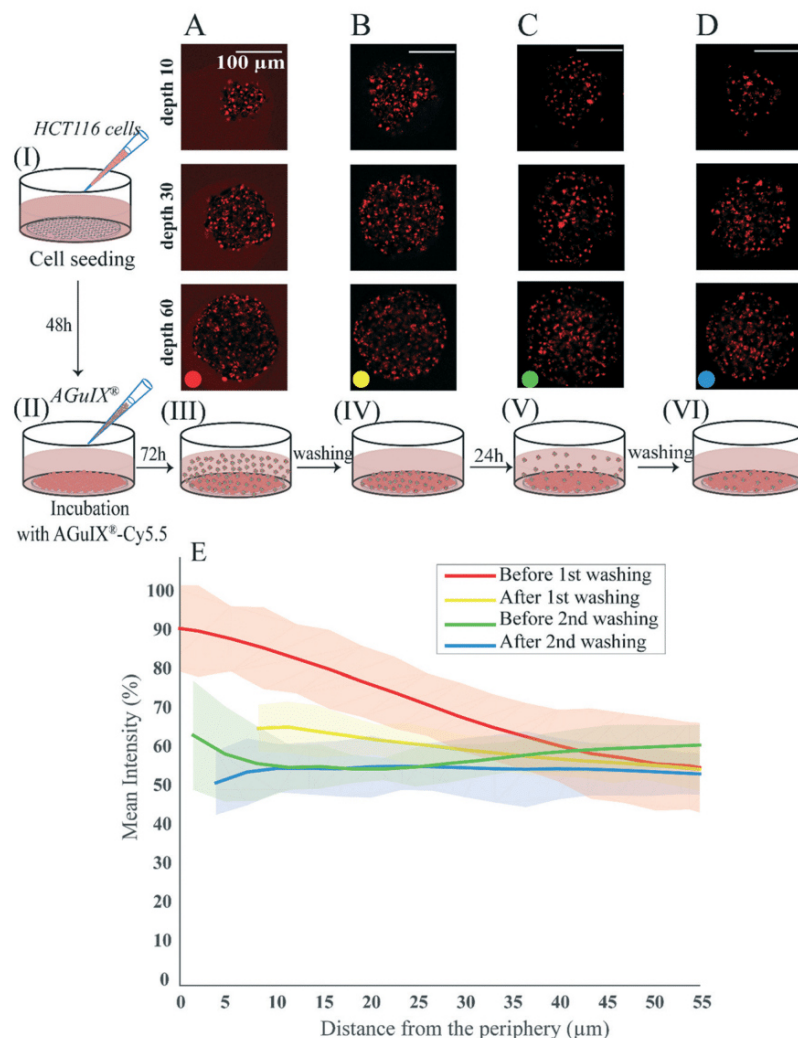 A B C D
100 µm
depth 10
depth 30
depth 60
HCT116 cells
(I)
Cell seeding
48h
AGuIX®
(II) (III) (IV) (V) (VI)
72h washing 24h washing
Incubation
with AGuIX®-Cy5.5
E
Before 1st washing
After 1st washing
Before 2nd washing
After 2nd washing
Mean Intensity (%)
100
90
80
70
60
50
40
30
20
10
0
0 5 10 15 20 25 30 35 40 45 50 55
Distance from the periphery (µm)